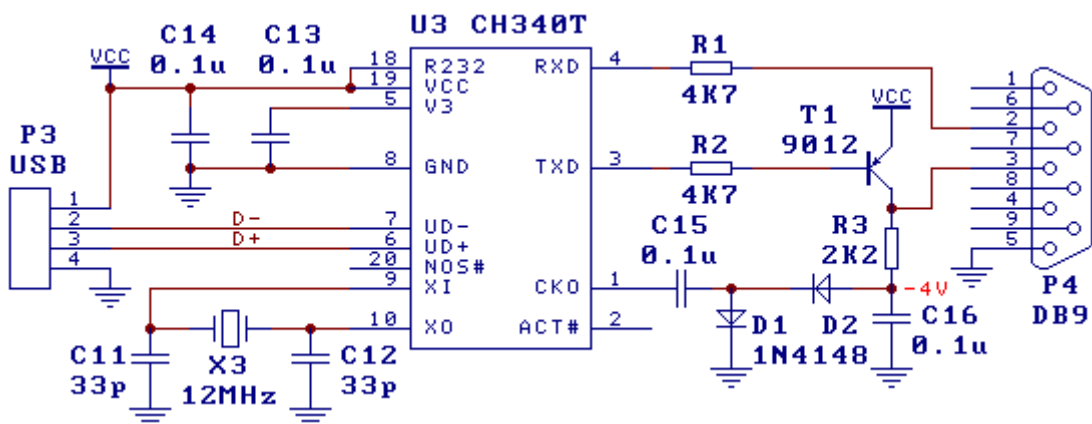 U3 CH340T
C14
0.1u
C13
0.1u
VCC
18
19
5
8
7
6
20
9
10
R232
VCC
V3
GND
UD-
UD+
NOS#
XI
XO
RXD
TXD
CKO
ACT#
4
3
1
2
P3
USB
1
2
3
4
D-
D+
C11
33p
X3
12MHz
C12
33p
R1
4K7
R2
4K7
T1
9012
VCC
C15
0.1u
R3
2K2
-4V
D1
1N4148
D2
C16
0.1u
1
6
2
7
3
8
4
9
5
P4
DB9